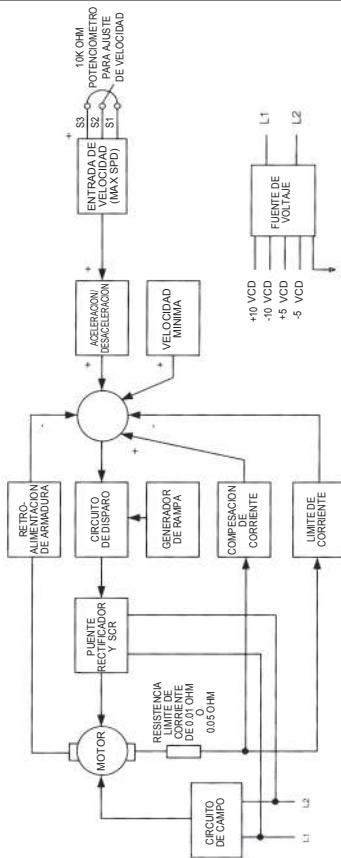 10K OHM
POTENCIOMETRO
PARA AJUSTE
DE VELOCIDAD
+
S3
S2
S1
ENTRADA DE
VELOCIDAD
(MAX SPD)
+
ACELERACION/
DESACELERACION
+
VELOCIDAD
MINIMA
+
L1
L2
FUENTE DE
VOLTAJE
+10 VCD
-10 VCD
+5 VCD
-5 VCD
-
-
+
RETRO-
ALIMENTACION
DE ARMADURA
CIRCUITO
DE DISPARO
GENERADOR
DE RAMPA
COMPESACION
DE
CORRIENTE
LIMITE DE
CORRIENTE
PUENTE
RECTIFICADOR
Y SCR
MOTOR
RESISTENCIA
LIMITE DE
CORRIENTE
DE 0.01 OHM
O
0.05 OHM
CIRCUITO
DE CAMPO
L1
L2